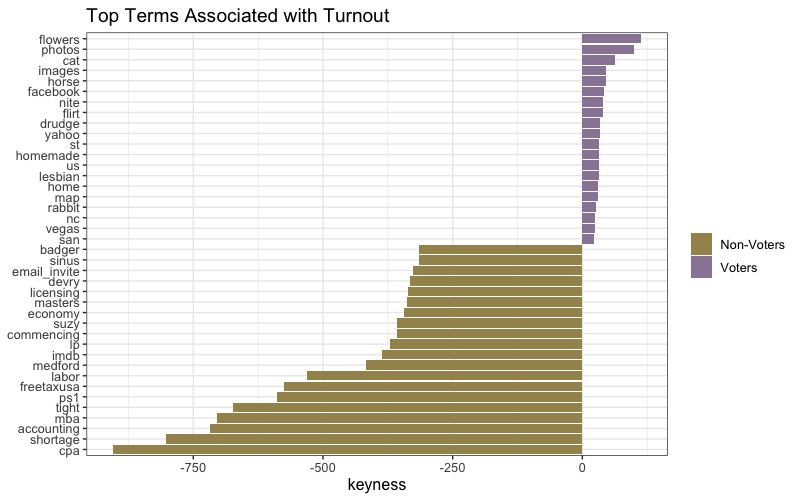 Top Terms Associated with Turnout
flowers
photos
cat
images
horse
facebook
nite
flirt
drudge
yahoo
st
homemade
us
lesbian
home
map
rabbit
nc
vegas
san
badger
sinus
email_invite
devry
licensing
masters
economy
suzy
commencing
lp
imdb
medford
labor
freetaxusa
ps1
tight
mba
accounting
shortage
cpa
-750 -500 -250 0
keyness
Non-Voters
Voters